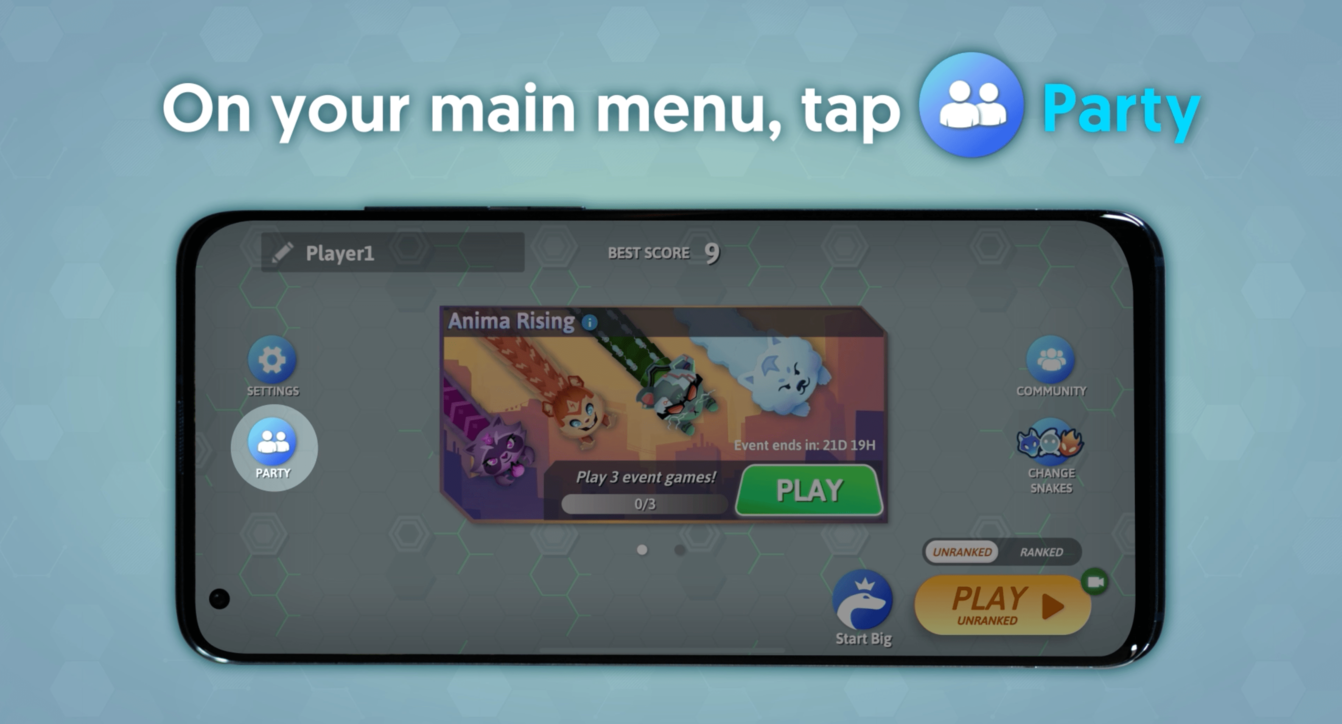 On your main menu, tap Party
Player1
BEST SCORE 9
Anima Rising
SETTINGS
COMMUNITY
Event ends in: 21D 19H
PARTY
Play 3 event games!
PLAY
0/3
CHANGE
SNAKES
UNRANKED
RANKED
PLAY
UNRANKED
Start Big